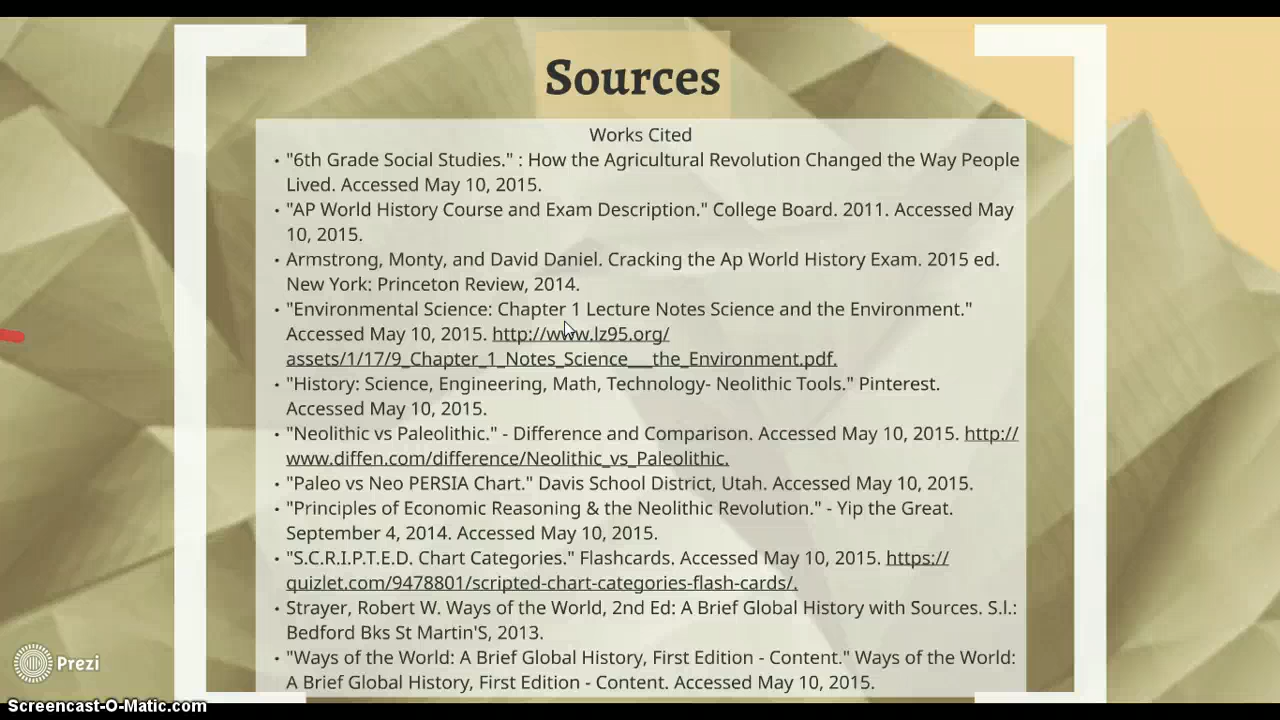 Sources
Works Cited
• "6th Grade Social Studies." : How the Agricultural Revolution Changed the Way People
Lived. Accessed May 10, 2015.
• "AP World History Course and Exam Description." College Board. 2011. Accessed May
10, 2015.
• Armstrong, Monty, and David Daniel. Cracking the Ap World History Exam. 2015 ed.
New York: Princeton Review, 2014.
• "Environmental Science: Chapter 1 Lecture Notes Science and the Environment."
Accessed May 10, 2015. http://www.lz95.org/
assets/1/17/9_Chapter_1_Notes_Science___the_Environment.pdf.
• "History: Science, Engineering, Math, Technology- Neolithic Tools." Pinterest.
Accessed May 10, 2015.
• "Neolithic vs Paleolithic." - Difference and Comparison. Accessed May 10, 2015. http://
www.diffen.com/difference/Neolithic_vs_Paleolithic.
• "Paleo vs Neo PERSIA Chart." Davis School District, Utah. Accessed May 10, 2015.
• "Principles of Economic Reasoning & the Neolithic Revolution." - Yip the Great.
September 4, 2014. Accessed May 10, 2015.
• "S.C.R.I.P.T.E.D. Chart Categories." Flashcards. Accessed May 10, 2015. https://
quizlet.com/9478801/scripted-chart-categories-flash-cards/.
• Strayer, Robert W. Ways of the World, 2nd Ed: A Brief Global History with Sources. S.l.:
Bedford Bks St Martin'S, 2013.
• "Ways of the World: A Brief Global History, First Edition - Content." Ways of the World:
A Brief Global History, First Edition - Content. Accessed May 10, 2015.
Prezi
Screencast-O-Matic.com